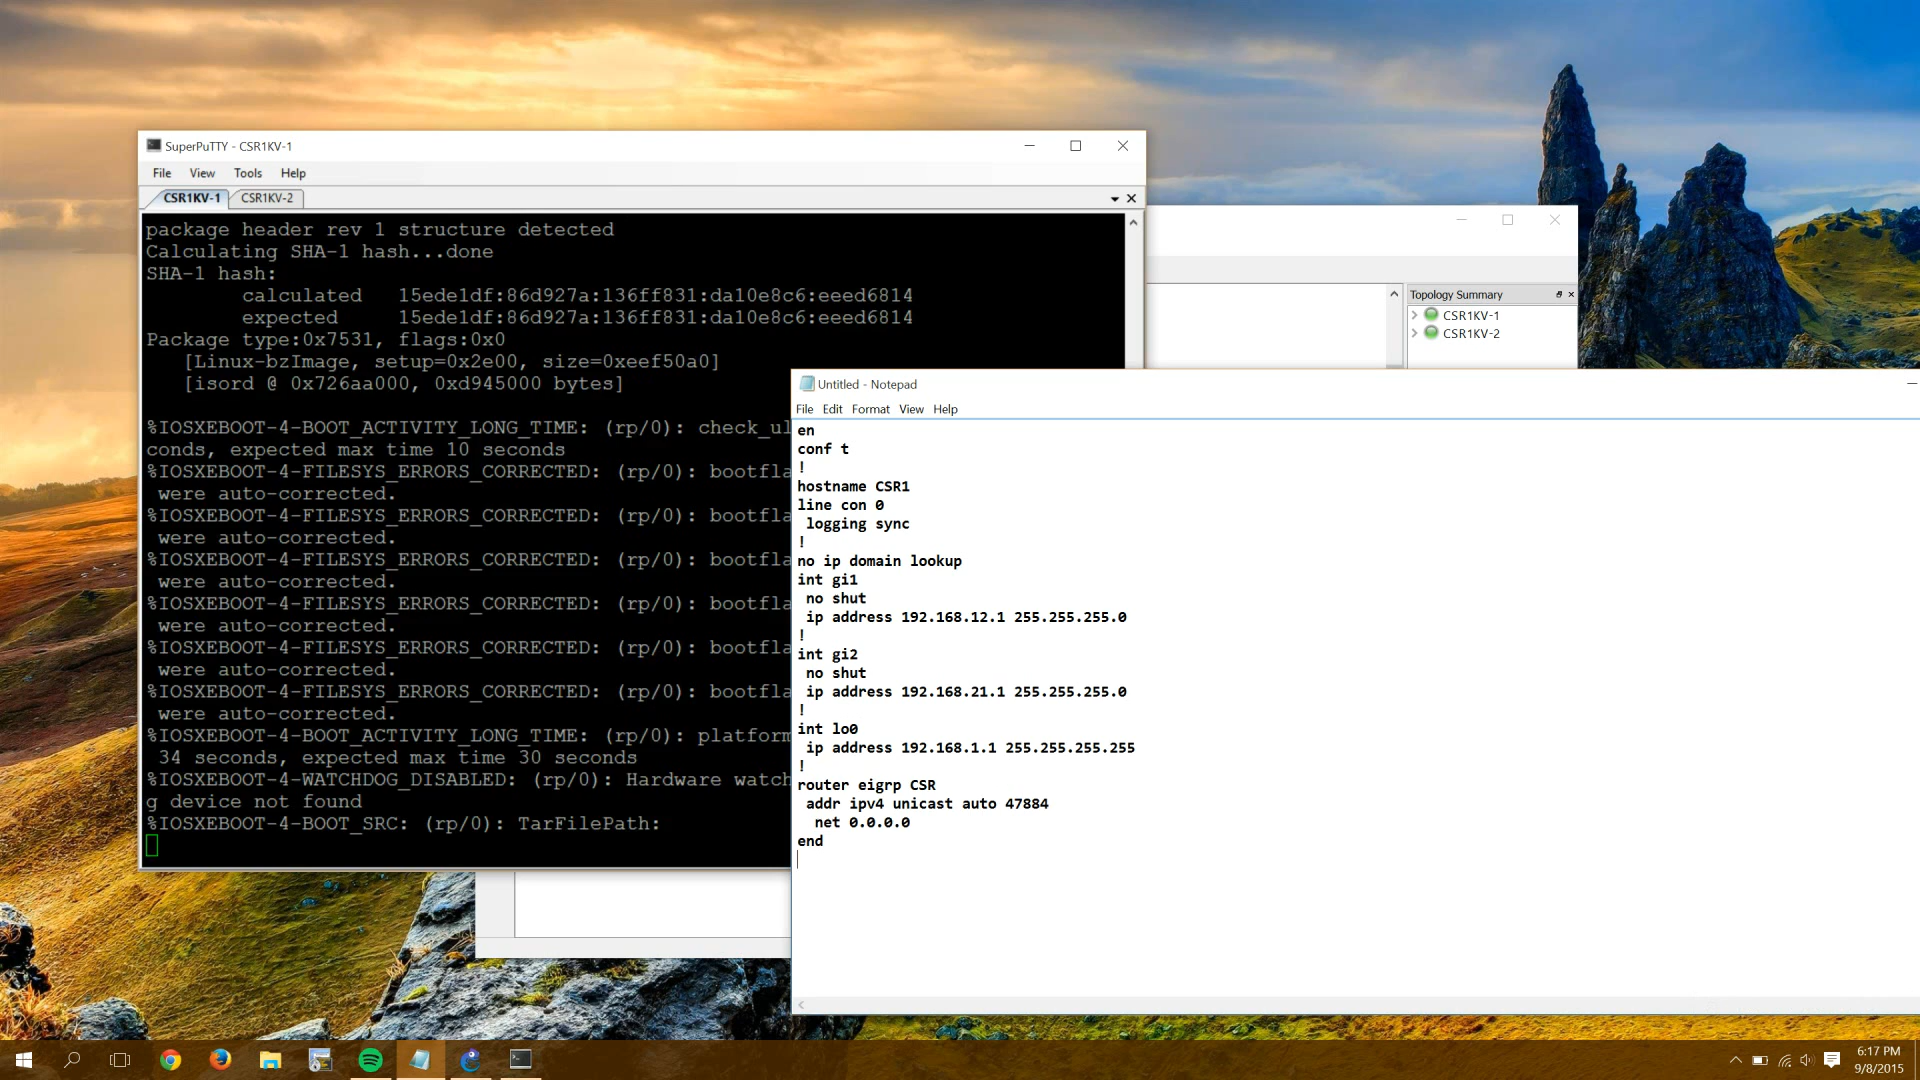 SuperPuTTY - CSR1KV-1
File View Tools Help
CSR1KV-1 CSR1KV-2
package header rev 1 structure detected
Calculating SHA-1 hash...done
SHA-1 hash:
calculated 15ede1df:86d927a:136ff831:da10e8c6:eeed6814
expected 15ede1df:86d927a:136ff831:da10e8c6:eeed6814
Package type:0x7531, flags:0x0
[Linux-bzImage, setup=0x2e00, size=0xeef50a0]
[isord @ 0x726aa000, 0xd945000 bytes]
%IOSXEBOOT-4-BOOT_ACTIVITY_LONG_TIME: (rp/0): check_ul
conds, expected max time 10 seconds
%IOSXEBOOT-4-FILESYS_ERRORS_CORRECTED: (rp/0): bootfla
were auto-corrected.
%IOSXEBOOT-4-FILESYS_ERRORS_CORRECTED: (rp/0): bootfla
were auto-corrected.
%IOSXEBOOT-4-FILESYS_ERRORS_CORRECTED: (rp/0): bootfla
were auto-corrected.
%IOSXEBOOT-4-FILESYS_ERRORS_CORRECTED: (rp/0): bootfla
were auto-corrected.
%IOSXEBOOT-4-FILESYS_ERRORS_CORRECTED: (rp/0): bootfla
were auto-corrected.
%IOSXEBOOT-4-FILESYS_ERRORS_CORRECTED: (rp/0): bootfla
were auto-corrected.
%IOSXEBOOT-4-BOOT_ACTIVITY_LONG_TIME: (rp/0): platform
34 seconds, expected max time 30 seconds
%IOSXEBOOT-4-WATCHDOG_DISABLED: (rp/0): Hardware watch
g device not found
%IOSXEBOOT-4-BOOT_SRC: (rp/0): TarFilePath:
Topology Summary
CSR1KV-1
CSR1KV-2
Untitled - Notepad
File Edit Format View Help
en
conf t
!
hostname CSR1
line con 0
logging sync
!
no ip domain lookup
int gi1
no shut
ip address 192.168.12.1 255.255.255.0
!
int gi2
no shut
ip address 192.168.21.1 255.255.255.0
!
int lo0
ip address 192.168.1.1 255.255.255.255
!
router eigrp CSR
addr ipv4 unicast auto 47884
net 0.0.0.0
end
6:17 PM
9/8/2015